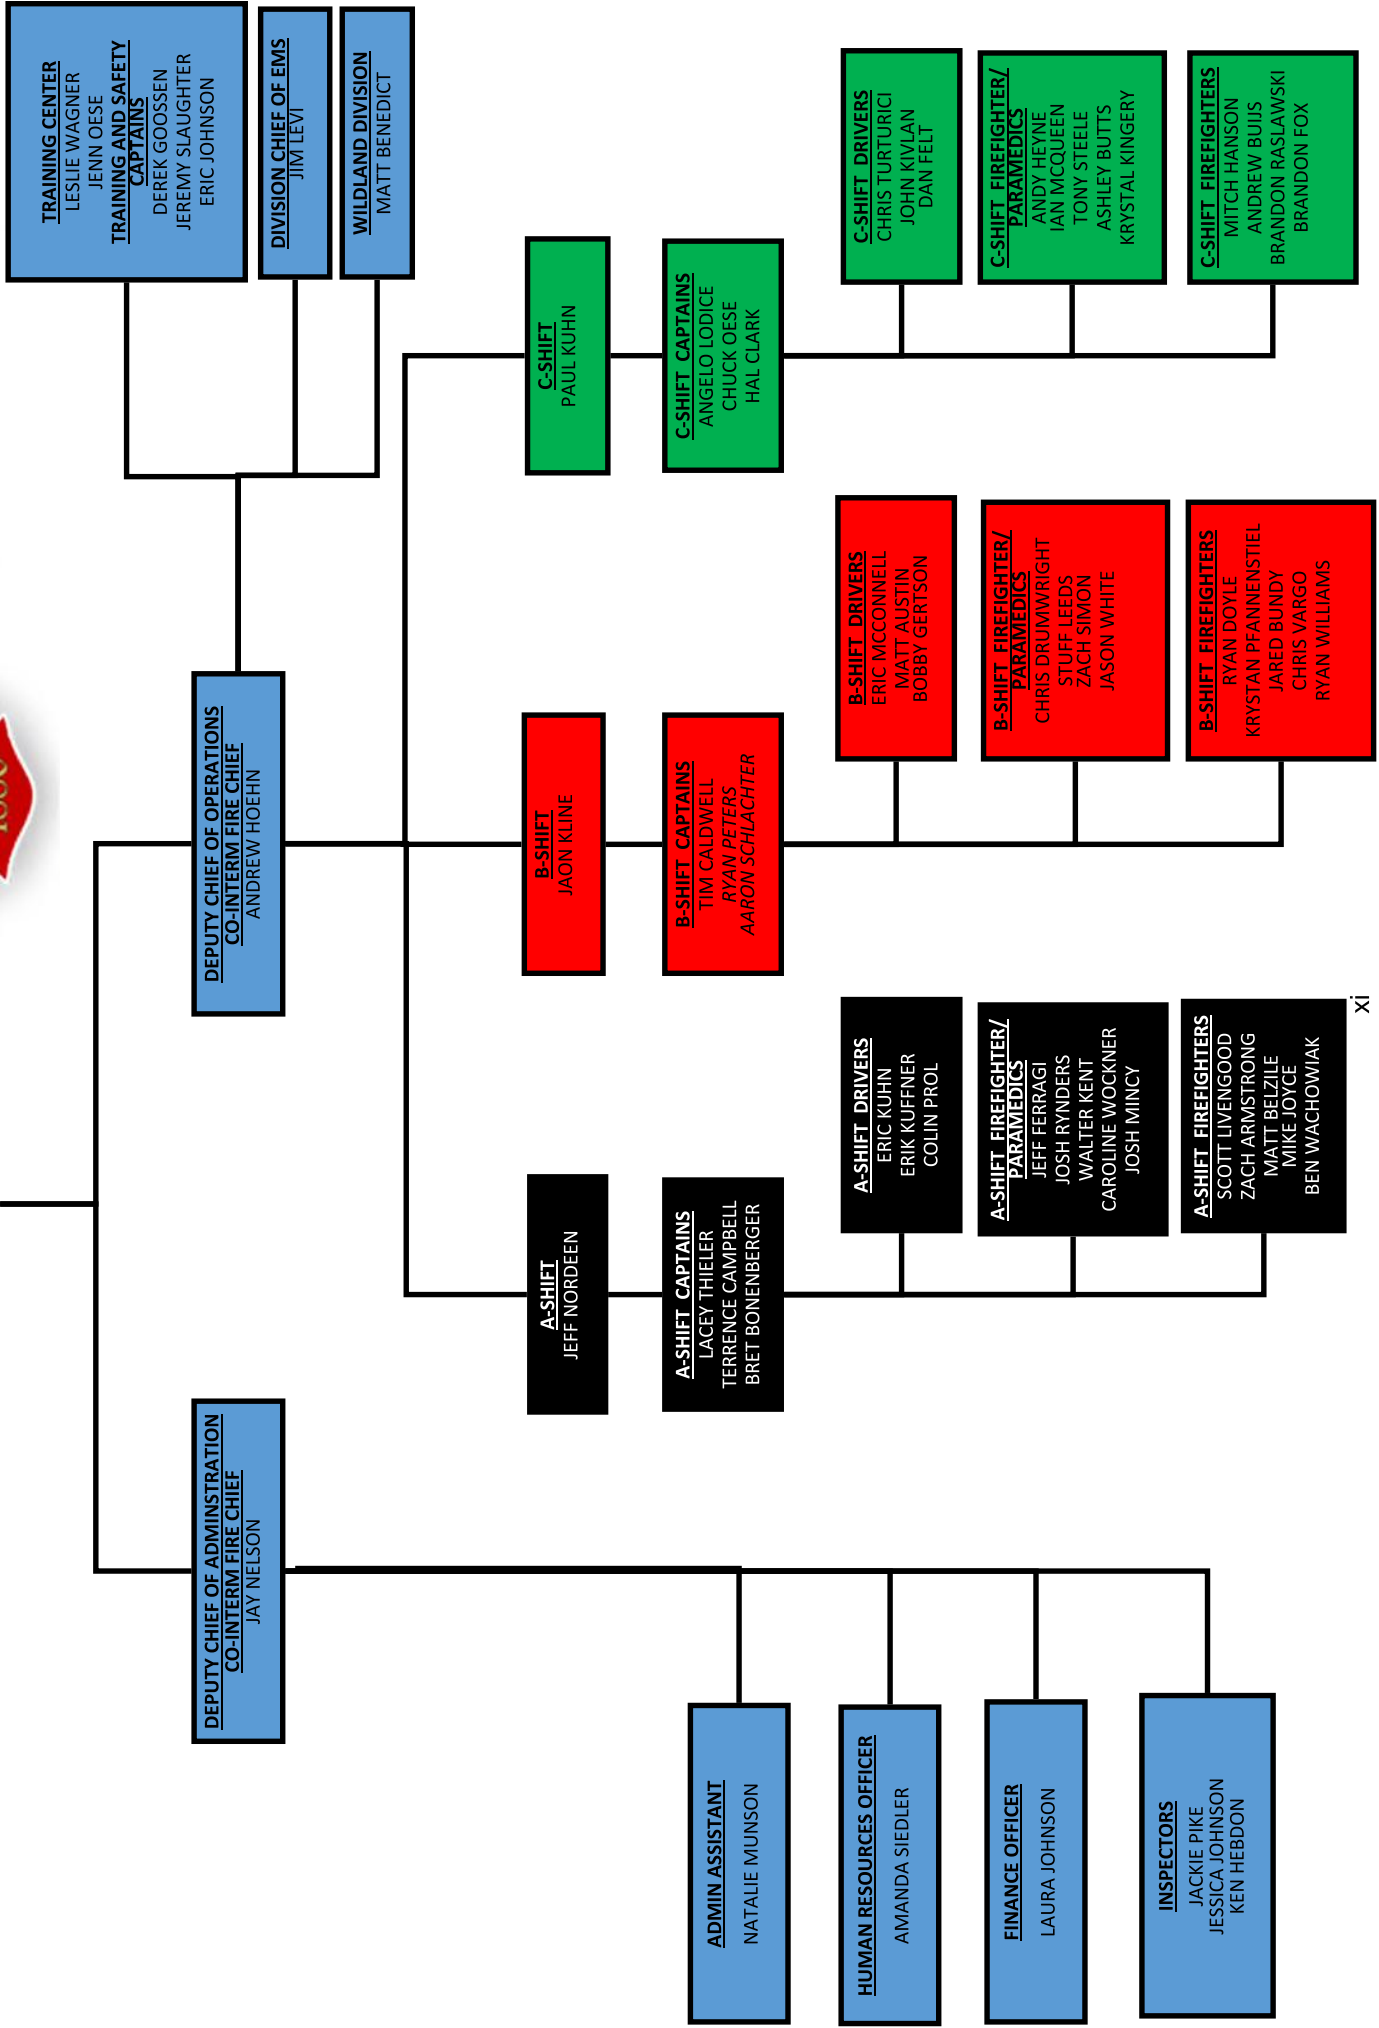 DEPUTY CHIEF OF ADMINSTRATION
CO-INTERM FIRE CHIEF
JAY NELSON
DEPUTY CHIEF OF OPERATIONS
CO-INTERM FIRE CHIEF
ANDREW HOEHN
TRAINING CENTER
LESLIE WAGNER
JENN OESE
TRAINING AND SAFETY
CAPTAINS
DEREK GOOSSEN
JEREMY SLAUGHTER
ERIC JOHNSON
DIVISION CHIEF OF EMS
JIM LEVI
WILDLAND DIVISION
MATT BENEDICT
ADMIN ASSISTANT
NATALIE MUNSON
HUMAN RESOURCES OFFICER
AMANDA SIEDLER
FINANCE OFFICER
LAURA JOHNSON
INSPECTORS
JACKIE PIKE
JESSICA JOHNSON
KEN HEBDON
A-SHIFT
JEFF NORDEEN
A-SHIFT CAPTAINS
LACEY THIELER
TERRENCE CAMPBELL
BRET BONENBERGER
A-SHIFT DRIVERS
ERIC KUHN
ERIK KUFFNER
COLIN PROL
A-SHIFT FIREFIGHTER/
PARAMEDICS
JEFF FERRAGI
JOSH RYNDERS
WALTER KENT
CAROLINE WOCKNER
JOSH MINCY
A-SHIFT FIREFIGHTERS
SCOTT LIVENGOOD
ZACH ARMSTRONG
MATT BELZILE
MIKE JOYCE
BEN WACHOWIAK
B-SHIFT
JAON KLINE
B-SHIFT CAPTAINS
TIM CALDWELL
RYAN PETERS
AARON SCHLACHTER
B-SHIFT DRIVERS
ERIC MCCONNELL
MATT AUSTIN
BOBBY GERTSON
B-SHIFT FIREFIGHTER/
PARAMEDICS
CHRIS DRUMWRIGHT
STUFF LEEDS
ZACH SIMON
JASON WHITE
B-SHIFT FIREFIGHTERS
RYAN DOYLE
KRYSTAN PFANNENSTIEL
JARED BUNDY
CHRIS VARGO
RYAN WILLIAMS
C-SHIFT
PAUL KUHN
C-SHIFT CAPTAINS
ANGELO LODICE
CHUCK OESE
HAL CLARK
C-SHIFT DRIVERS
CHRIS TURTURICI
JOHN KIVLAN
DAN FELT
C-SHIFT FIREFIGHTER/
PARAMEDICS
ANDY HEYNE
IAN MCQUEEN
TONY STEELE
ASHLEY BUTTS
KRYSTAL KINGERY
C-SHIFT FIREFIGHTERS
MITCH HANSON
ANDREW BUIJS
BRANDON RASLAWSKI
BRANDON FOX
xi